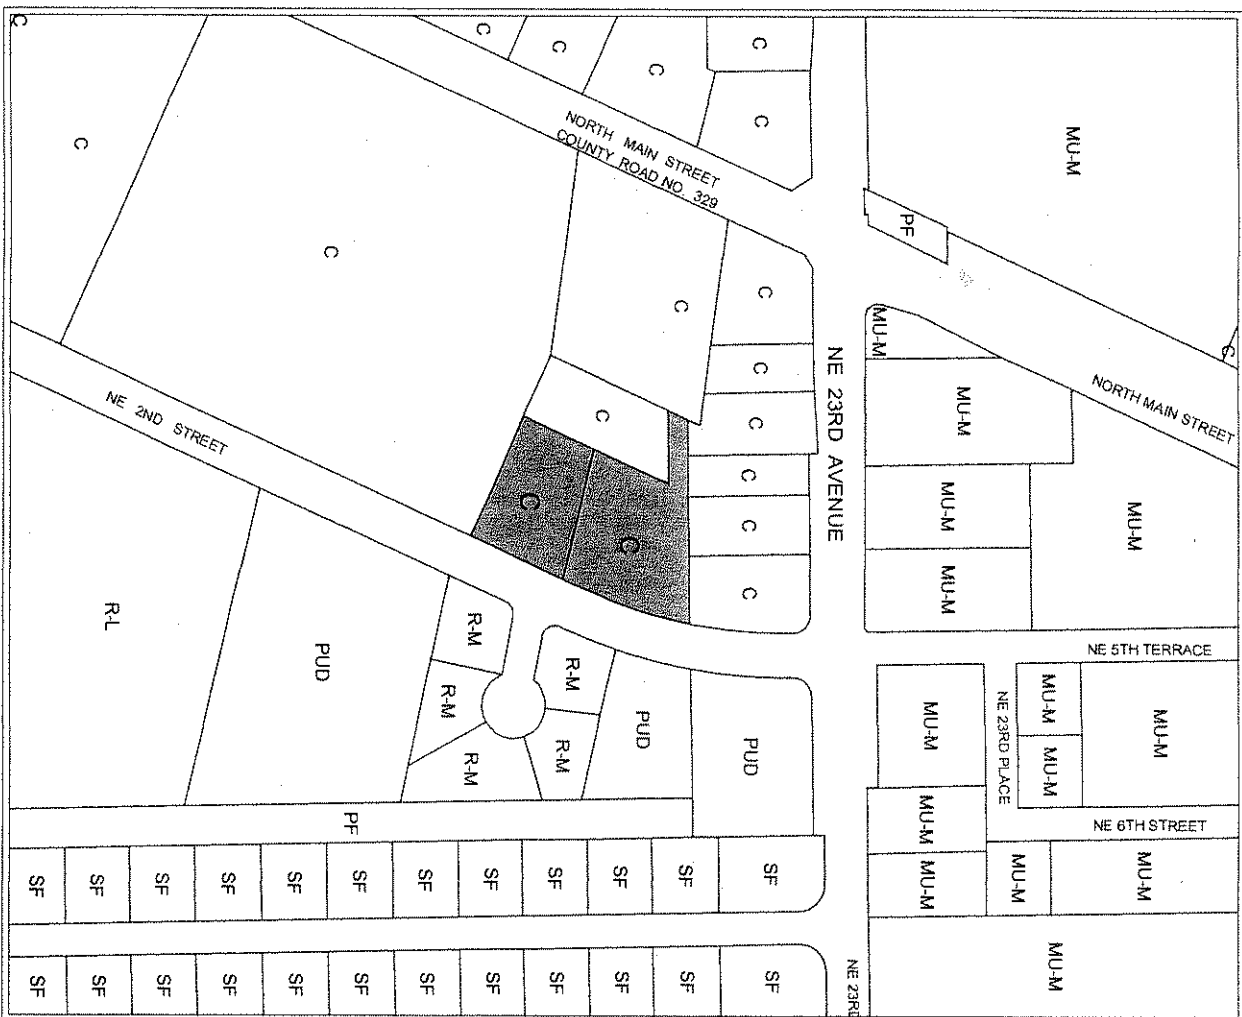 C
C
C
C
C
C
C
NORTH MAIN STREET
COUNTY ROAD NO. 329
MU-M
PF
C
C
C
C
C
MU-M
C
C
NE 23RD AVENUE
MU-M
NORTH MAIN STREET
C
C
NE 2ND STREET
C
C
C
C
C
MU-M
MU-M
MU-M
NE 5TH TERRACE
R-L
PUD
R-M
R-M
R-M
R-M
R-M
PUD
PUD
MU-M
NE 23RD PLACE
MU-M
MU-M
MU-M
NE 6TH STREET
PF
MU-M
MU-M
MU-M
MU-M
SF
SF
SF
SF
SF
SF
SF
SF
SF
SF
SF
SF
MU-M
SF
SF
SF
SF
SF
SF
SF
SF
SF
SF
SF
SF
NE 23RD